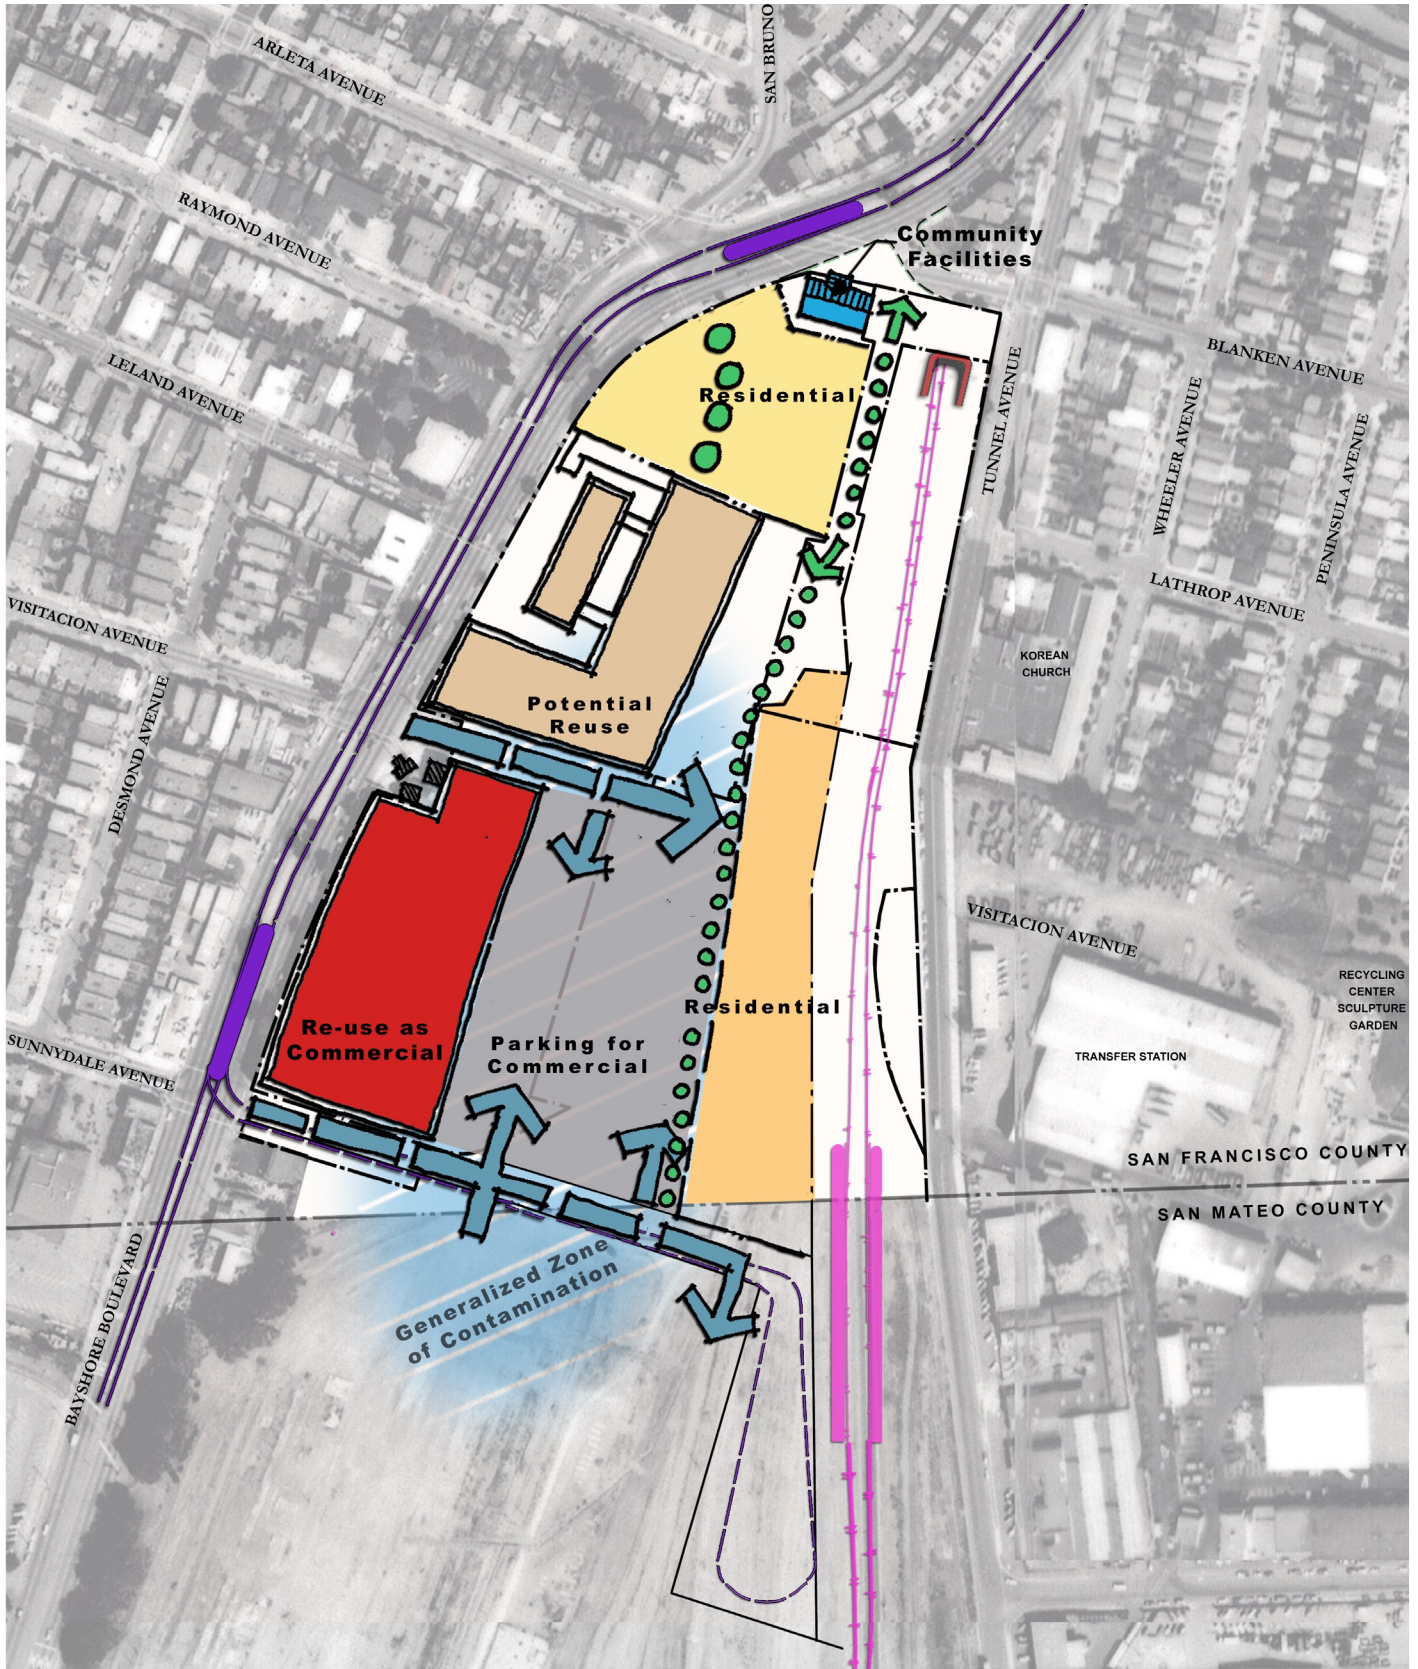 SAN BRUNO
ARLETA AVENUE
RAYMOND AVENUE
Community
Facilities
BLANKEN AVENUE
LELAND AVENUE
TUNNEL AVENUE
WHEELER AVENUE
PENINSULA AVENUE
Residential
LATHROP AVENUE
VISITACION AVENUE
KOREAN
CHURCH
DESMOND AVENUE
Potential
Reuse
VISITACION AVENUE
RECYCLING
CENTER
SCULPTURE
GARDEN
Residential
Re-use as
Commercial
Parking for
Commercial
SUNNYDALE AVENUE
TRANSFER STATION
SAN FRANCISCO COUNTY
SAN MATEO COUNTY
Generalized Zone
of Contamination
BAYSHORE BOULEVARD